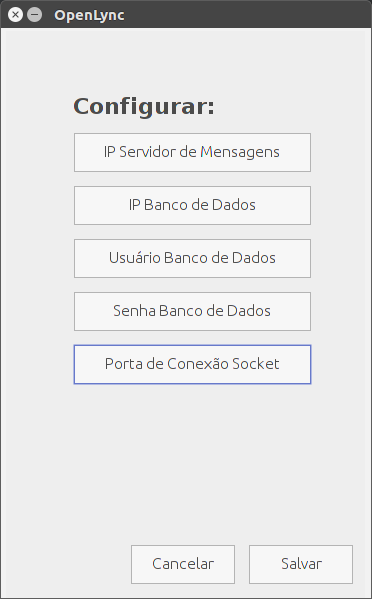 OpenLync
Configurar:
IP Servidor de Mensagens
IP Banco de Dados
Usuário Banco de Dados
Senha Banco de Dados
Porta de Conexão Socket
Cancelar
Salvar